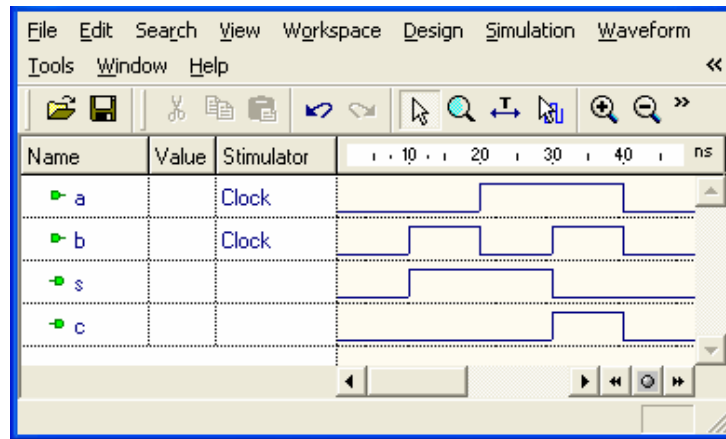 File Edit Search View Workspace Design Simulation Waveform
Tools Window Help «
T »
Name Value Stimulator 10 20 30 40 ns
a Clock
b Clock
s
c